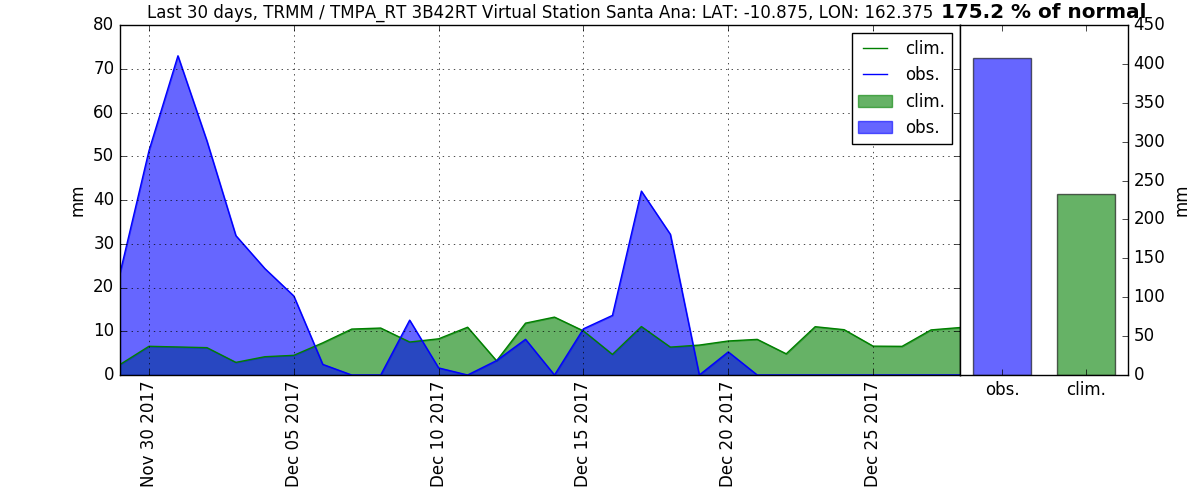 Last 30 days, TRMM / TMPA_RT 3B42RT Virtual Station Santa Ana: LAT: -10.875, LON: 162.375 175.2 % of normal
80
70
60
50
40
30
20
10
0
mm
clim.
obs.
clim.
obs.
Nov 30 2017
Dec 05 2017
Dec 10 2017
Dec 15 2017
Dec 20 2017
Dec 25 2017
450
400
350
300
250
200
150
100
50
0
mm
obs. clim.